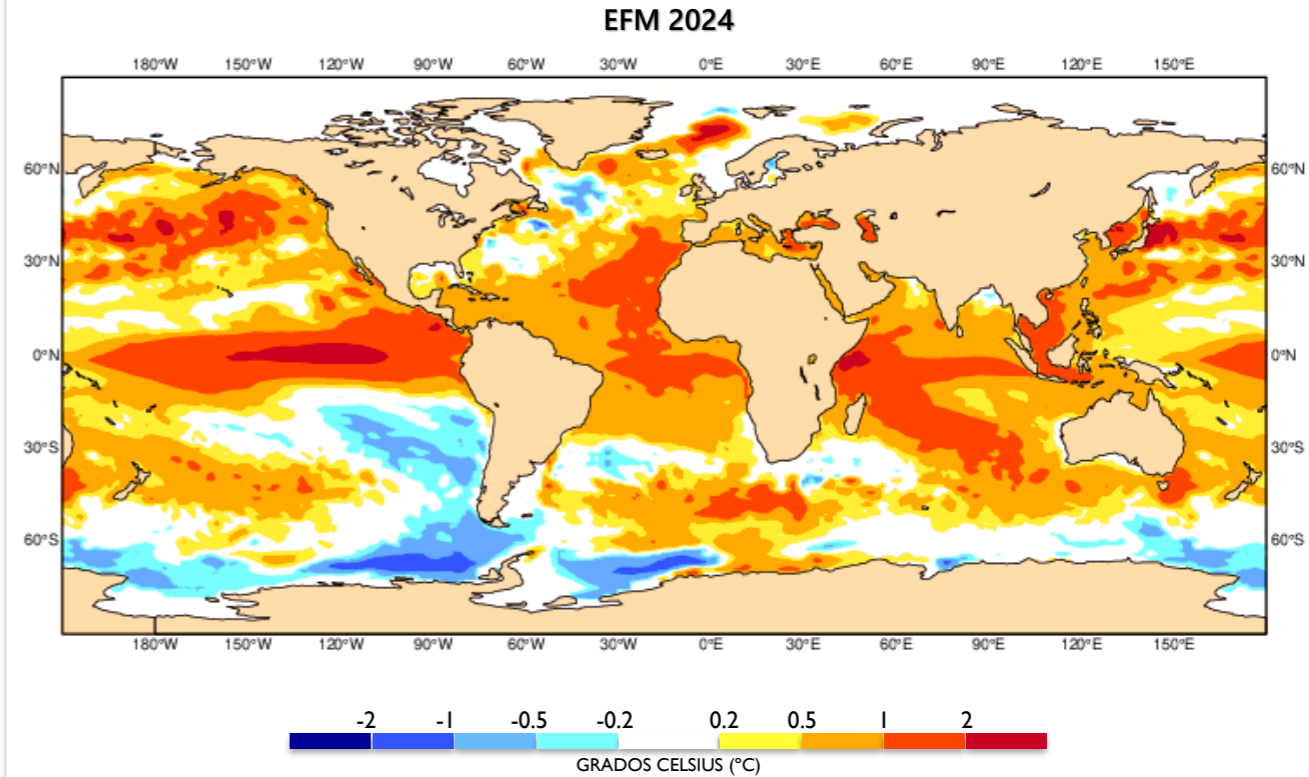 EFM 2024
180°W 150°W 120°W 90°W 60°W 30°W 0°E 30°E 60°E 90°E 120°E 150°E
60°N 60°N
30°N 30°N
0°N 0°N
30°S 30°S
60°S 60°S
180°W 150°W 120°W 90°W 60°W 30°W 0°E 30°E 60°E 90°E 120°E 150°E
-2 -1 -0.5 -0.2 0.2 0.5 1 2
GRADOS CELSIUS (°C)